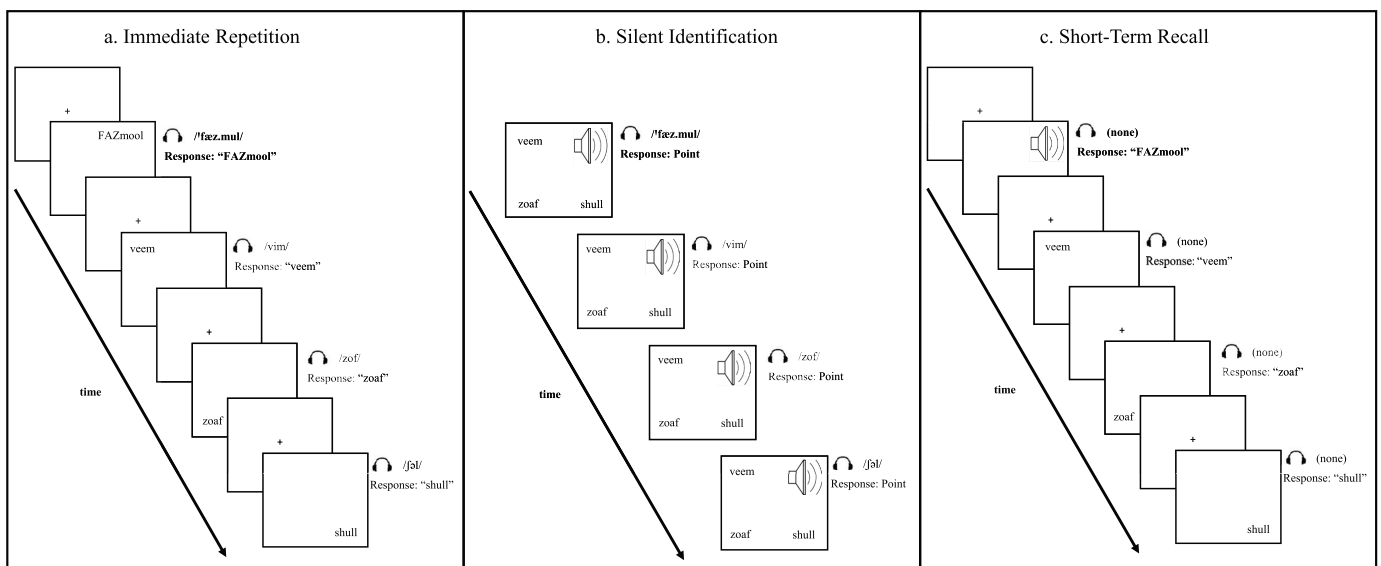 a. Immediate Repetition
+
FAZmool
/ˈfæz.mul/
Response: “FAZmool”
+
veem
/vim/
Response: “veem”
+
/zof/
Response: “zoaf”
zoaf
time
+
/ʃəl/
Response: “shull”
shull
b. Silent Identification
veem
/ˈfæz.mul/
Response: Point
zoaf shull
veem
/vim/
Response: Point
zoaf shull
veem
/zof/
Response: Point
time
zoaf shull
veem
/ʃəl/
Response: Point
zoaf shull
c. Short-Term Recall
+
(none)
Response: “FAZmool”
+
veem
(none)
Response: “veem”
+
(none)
Response: “zoaf”
time
zoaf
+
(none)
Response: “shull”
shull